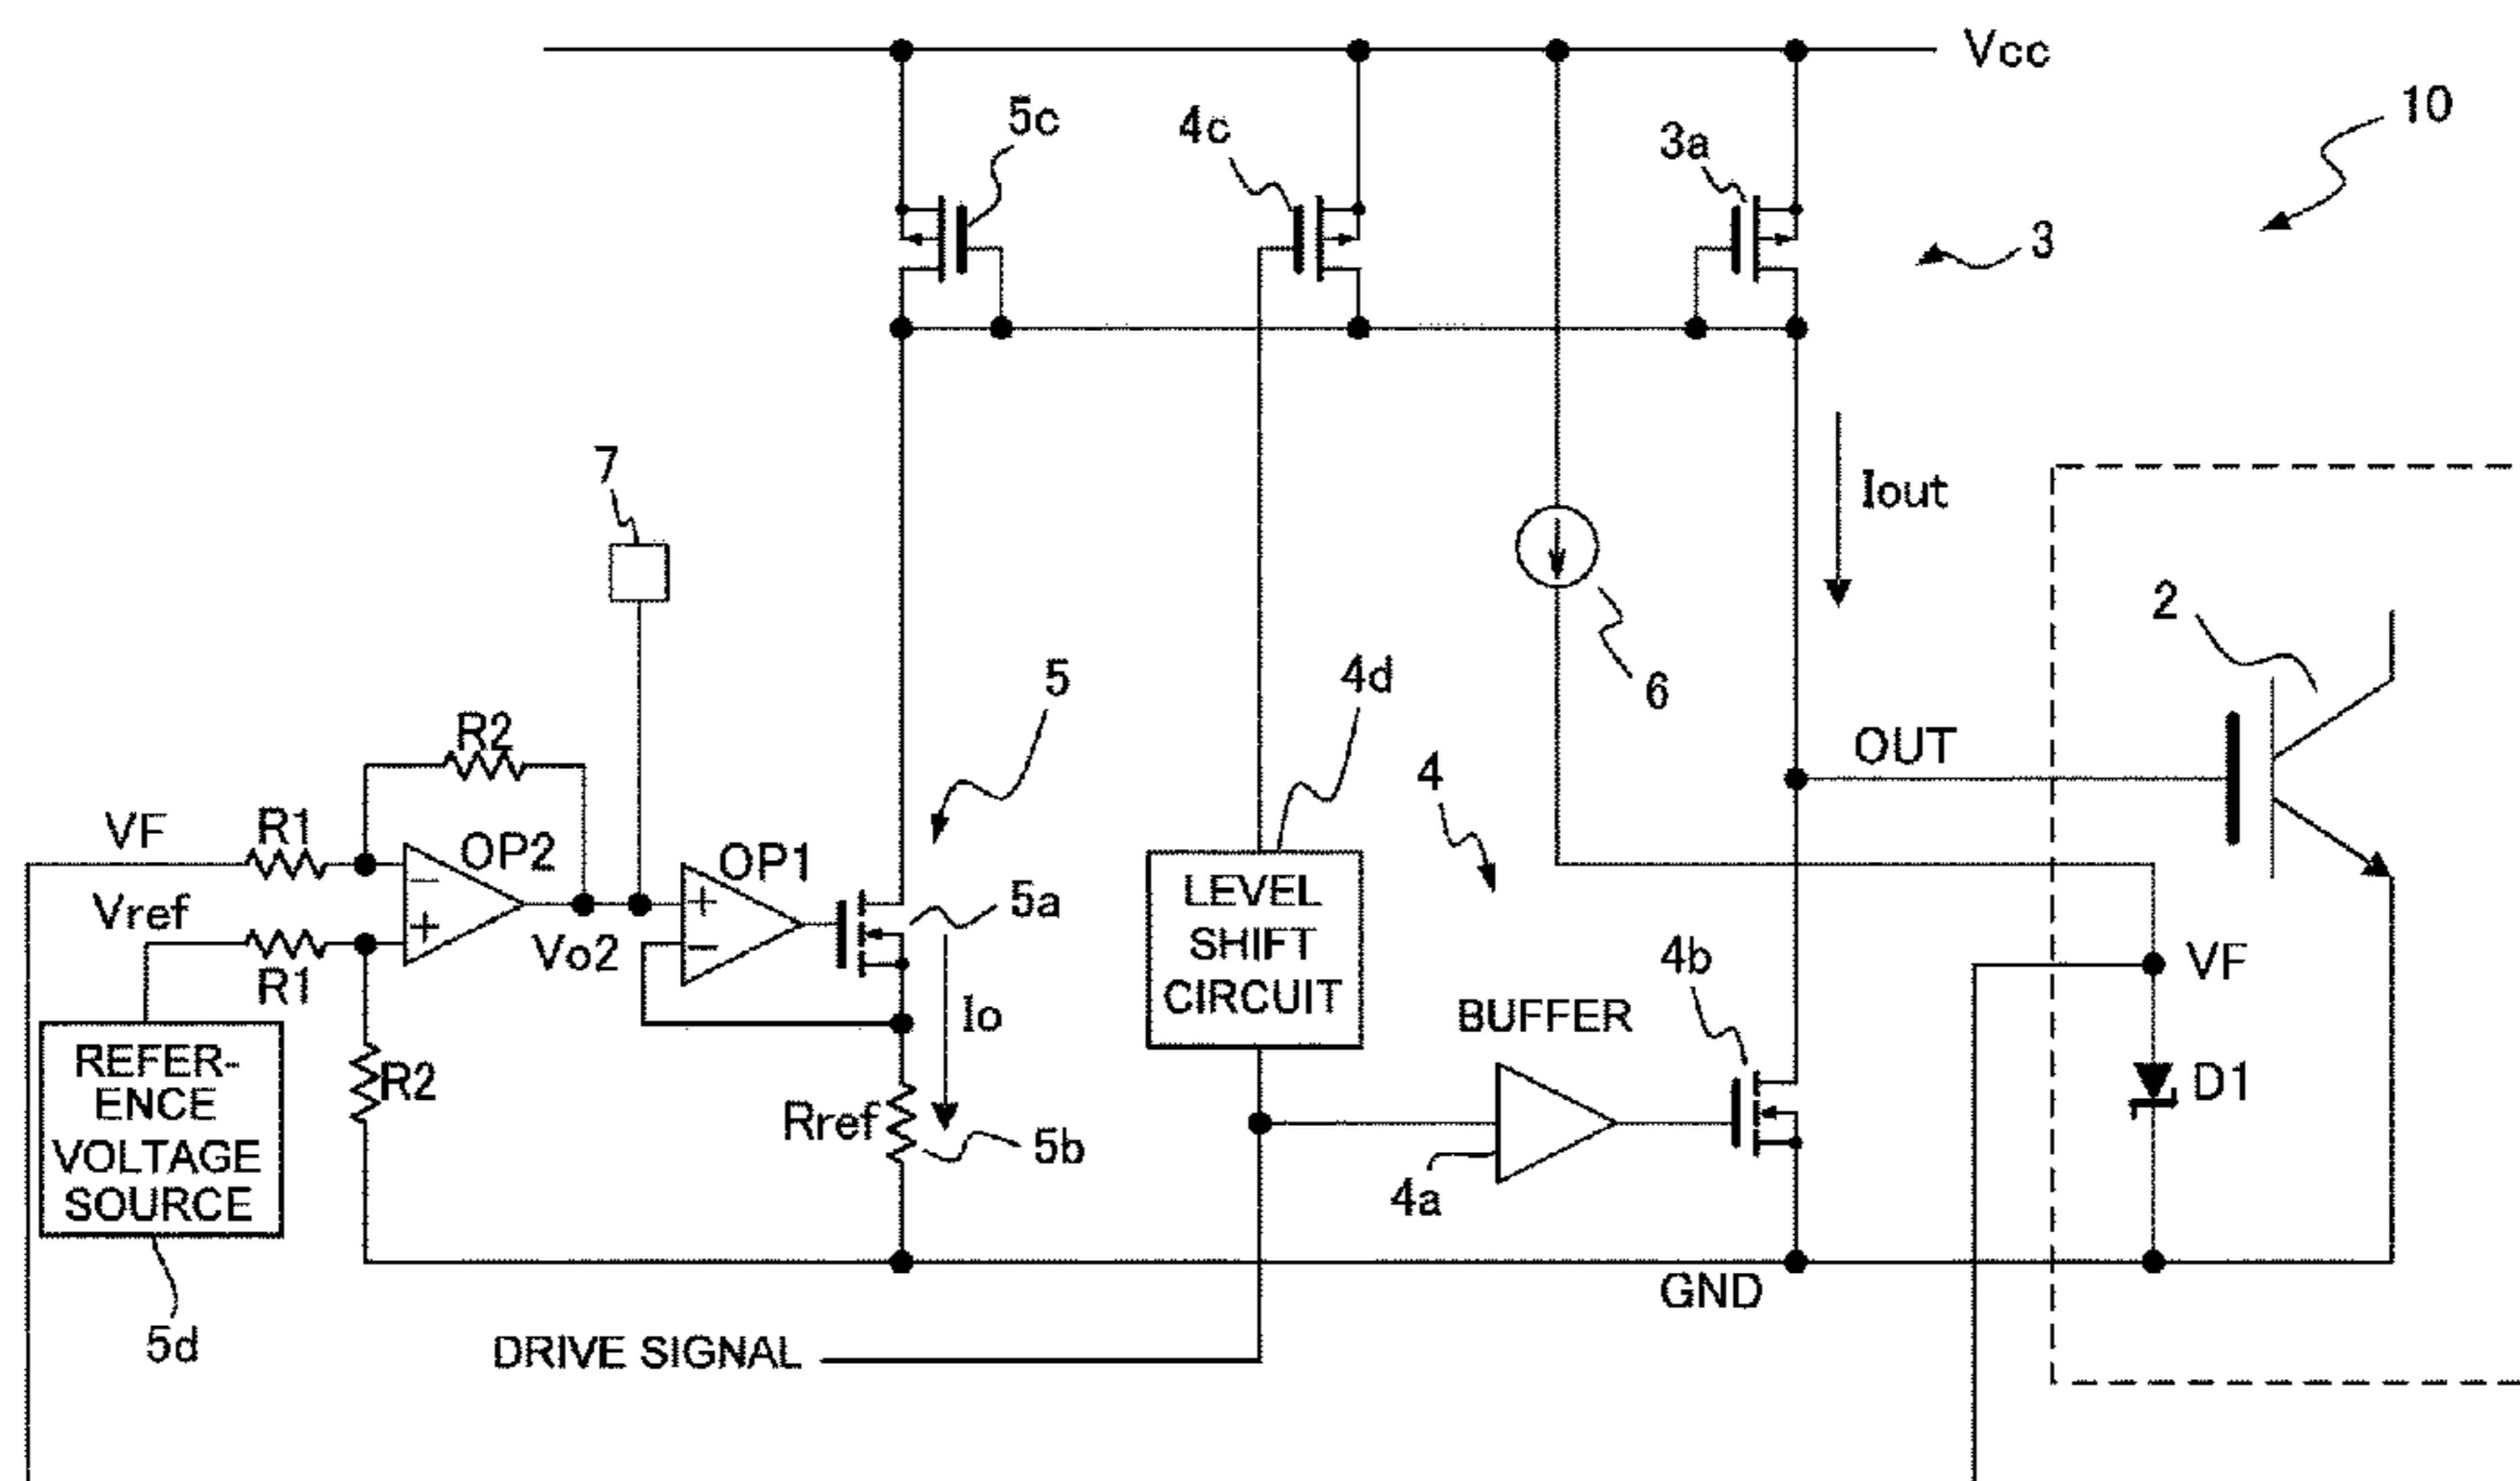 Vcc
10
5c
4c
3a
3
7
Iout
2
5
4d
6
R2
4
OUT
VF
R1
OP2
OP1
LEVEL
SHIFT
CIRCUIT
Vref
5a
Vo2
R1
4b
VF
Io
BUFFER
REFER-
ENCE
VOLTAGE
SOURCE
R2
Rref
5b
D1
4a
GND
5d
DRIVE SIGNAL